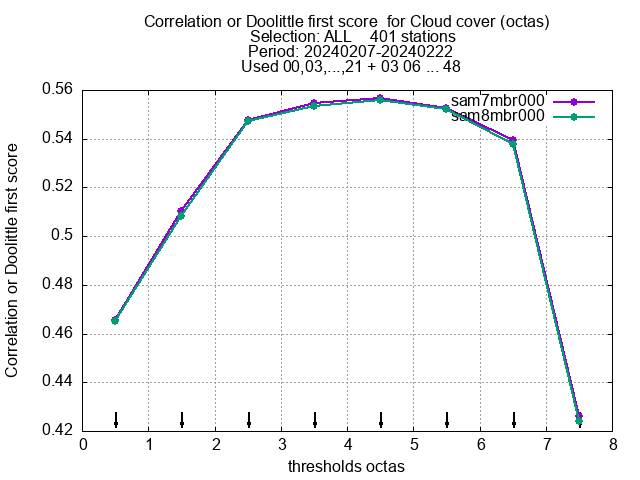 Correlation or Doolittle first score  for Cloud cover (octas)
Selection: ALL    401 stations
Period: 20240207-20240222
Used 00,03,...,21 + 03 06 ... 48
sam7mbr000
sam8mbr000
Correlation or Doolittle first score
0.56
0.54
0.52
0.5
0.48
0.46
0.44
0.42
0 1 2 3 4 5 6 7 8
thresholds octas